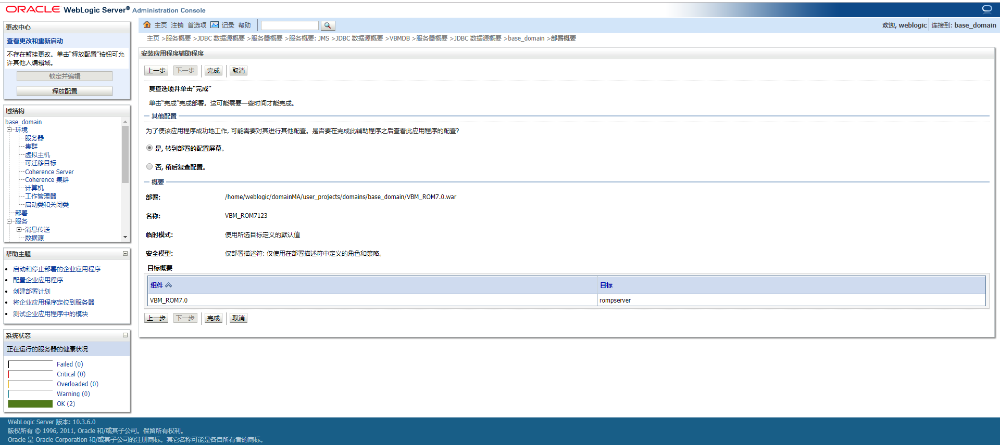 ORACLE WebLogic Server® Administration Console
更改中心
查看更改和重新启动
不存在暂挂更改。单击“释放配置”按钮可允
许其他人编辑域。
锁定并编辑
释放配置
域结构
base_domain
环境
服务器
集群
虚拟主机
可迁移目标
Coherence Server
Coherence 集群
计算机
工作管理器
启动类和关闭类
部署
服务
消息传送
数据源
帮助主题
启动和停止部署的企业应用程序
配置企业应用程序
创建部署计划
将企业应用程序定位到服务器
测试企业应用程序中的模块
系统状态
正在运行的服务器的健康状况
Failed (0)
Critical (0)
Overloaded (0)
Warning (0)
OK (2)
主页 注销 首选项 记录 帮助
欢迎, weblogic 连接到: base_domain
主页 >服务概要 >JDBC 数据源概要 >服务器概要 >服务概要: JMS >JDBC 数据源概要 >VBMDB >服务器概要 >JDBC 数据源概要 >base_domain >部署概要
安装应用程序辅助程序
上一步 下一步 完成 取消
复查选项并单击“完成”
单击“完成”完成部署。这可能需要一些时间才能完成。
其他配置
为了使该应用程序成功地工作, 可能需要对其进行其他配置。是否要在完成此辅助程序之后查看此应用程序的配置?
是, 转到部署的配置屏幕。
否, 稍后复查配置。
概要
部署: /home/weblogic/domainMA/user_projects/domains/base_domain/VBM_ROM7.0.war
名称: VBM_ROM7123
临时模式: 使用所选目标定义的默认值
安全模型: 仅部署描述符: 仅使用在部署描述符中定义的角色和策略。
目标概要
组件 目标
VBM_ROM7.0 rompserver
上一步 下一步 完成 取消
WebLogic Server 版本: 10.3.6.0
版权所有 © 1996, 2011, Oracle 和/或其子公司。保留所有权利。
Oracle 是 Oracle Corporation 和/或其子公司的注册商标。其它名称可能是各自所有者的商标。